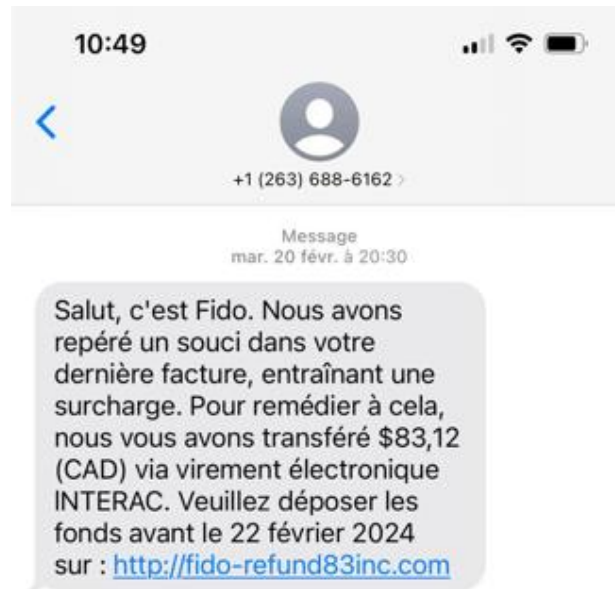 10:49
+1 (263) 688-6162 >
Message
mar. 20 févr. à 20:30
Salut, c'est Fido. Nous avons
repéré un souci dans votre
dernière facture, entraînant une
surcharge. Pour remédier à cela,
nous vous avons transféré $83,12
(CAD) via virement électronique
INTERAC. Veuillez déposer les
fonds avant le 22 février 2024
sur : http://fido-refund83inc.com